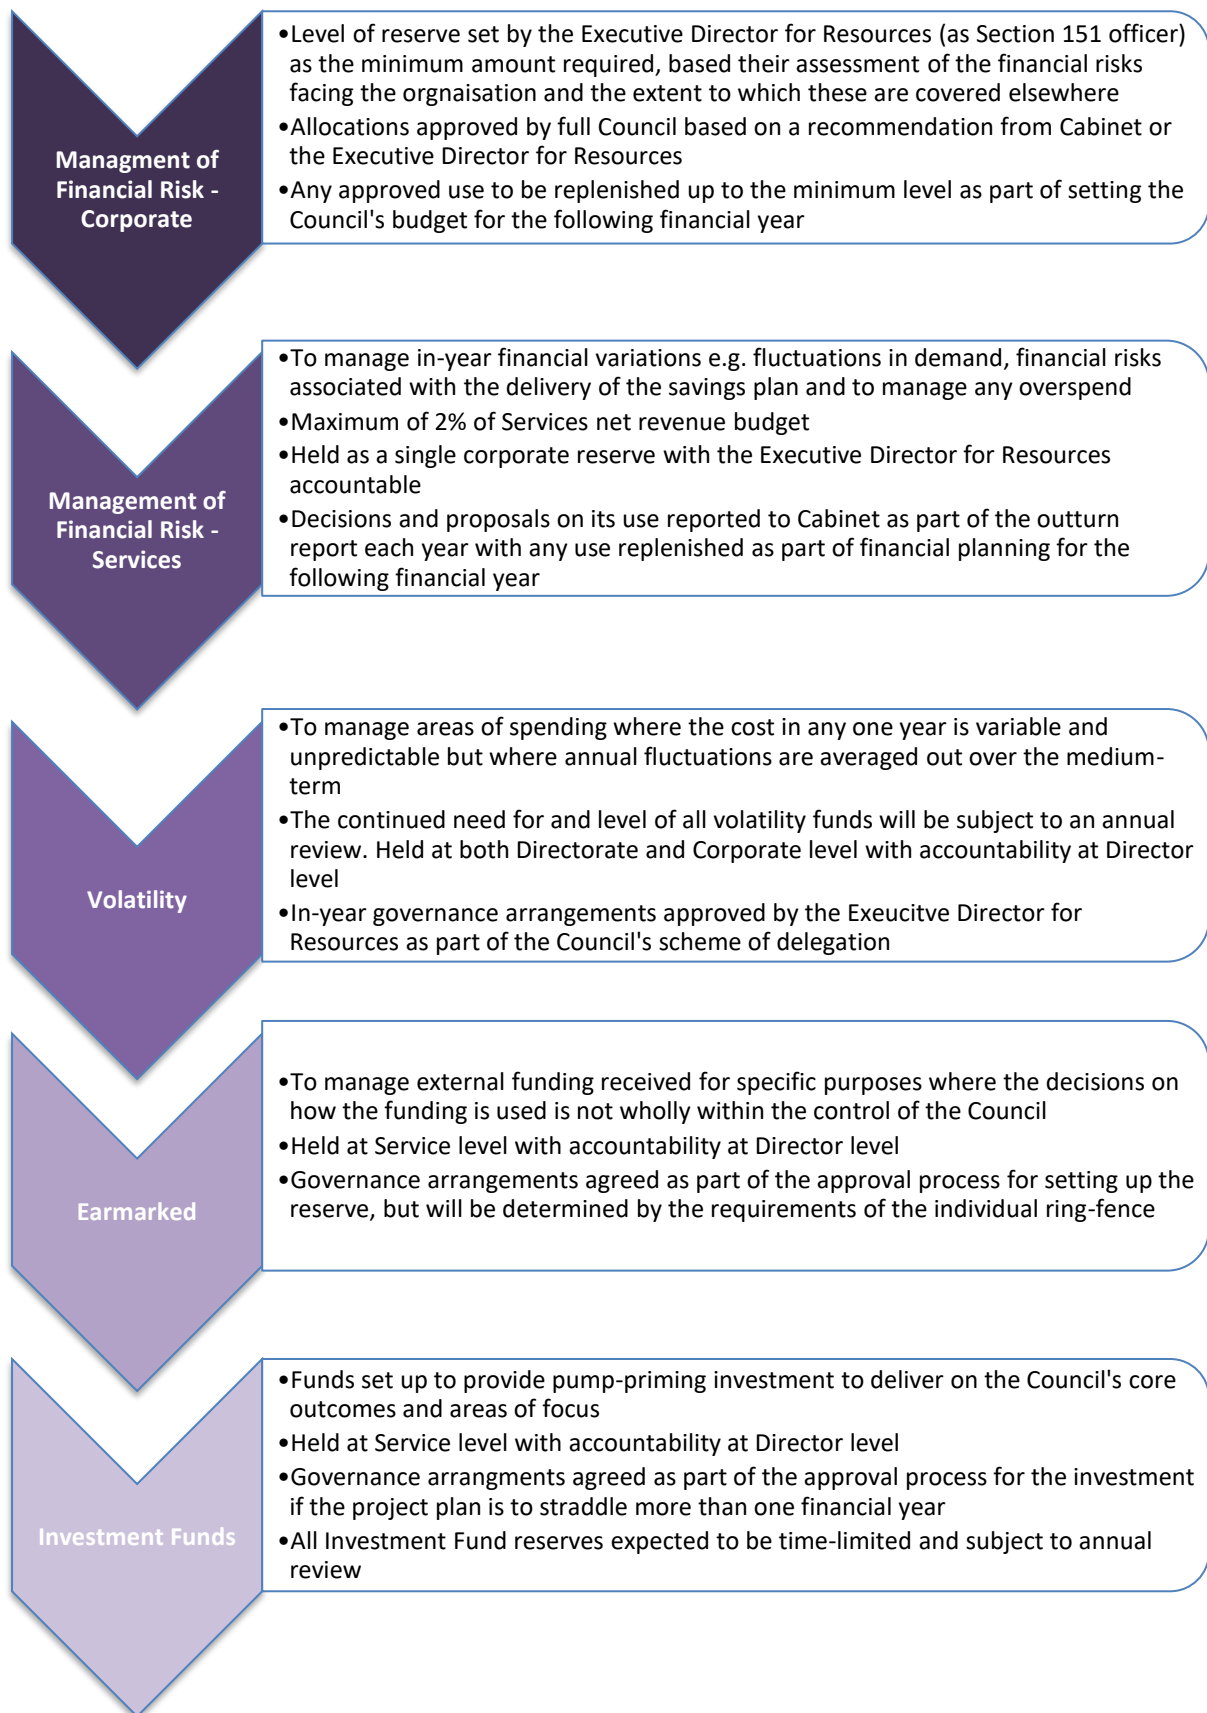 Managment of
Financial Risk -
Corporate
•Level of reserve set by the Executive Director for Resources (as Section 151 officer)
as the minimum amount required, based their assessment of the financial risks
facing the orgnaisation and the extent to which these are covered elsewhere
•Allocations approved by full Council based on a recommendation from Cabinet or
the Executive Director for Resources
•Any approved use to be replenished up to the minimum level as part of setting the
Council's budget for the following financial year
Management of
Financial Risk -
Services
•To manage in-year financial variations e.g. fluctuations in demand, financial risks
associated with the delivery of the savings plan and to manage any overspend
•Maximum of 2% of Services net revenue budget
•Held as a single corporate reserve with the Executive Director for Resources
accountable
•Decisions and proposals on its use reported to Cabinet as part of the outturn
report each year with any use replenished as part of financial planning for the
following financial year
Volatility
•To manage areas of spending where the cost in any one year is variable and
unpredictable but where annual fluctuations are averaged out over the medium-
term
•The continued need for and level of all volatility funds will be subject to an annual
review. Held at both Directorate and Corporate level with accountability at Director
level
•In-year governance arrangements approved by the Exeucitve Director for
Resources as part of the Council's scheme of delegation
Earmarked
•To manage external funding received for specific purposes where the decisions on
how the funding is used is not wholly within the control of the Council
•Held at Service level with accountability at Director level
•Governance arrangements agreed as part of the approval process for setting up the
reserve, but will be determined by the requirements of the individual ring-fence
Investment Funds
•Funds set up to provide pump-priming investment to deliver on the Council's core
outcomes and areas of focus
•Held at Service level with accountability at Director level
•Governance arrangments agreed as part of the approval process for the investment
if the project plan is to straddle more than one financial year
•All Investment Fund reserves expected to be time-limited and subject to annual
review